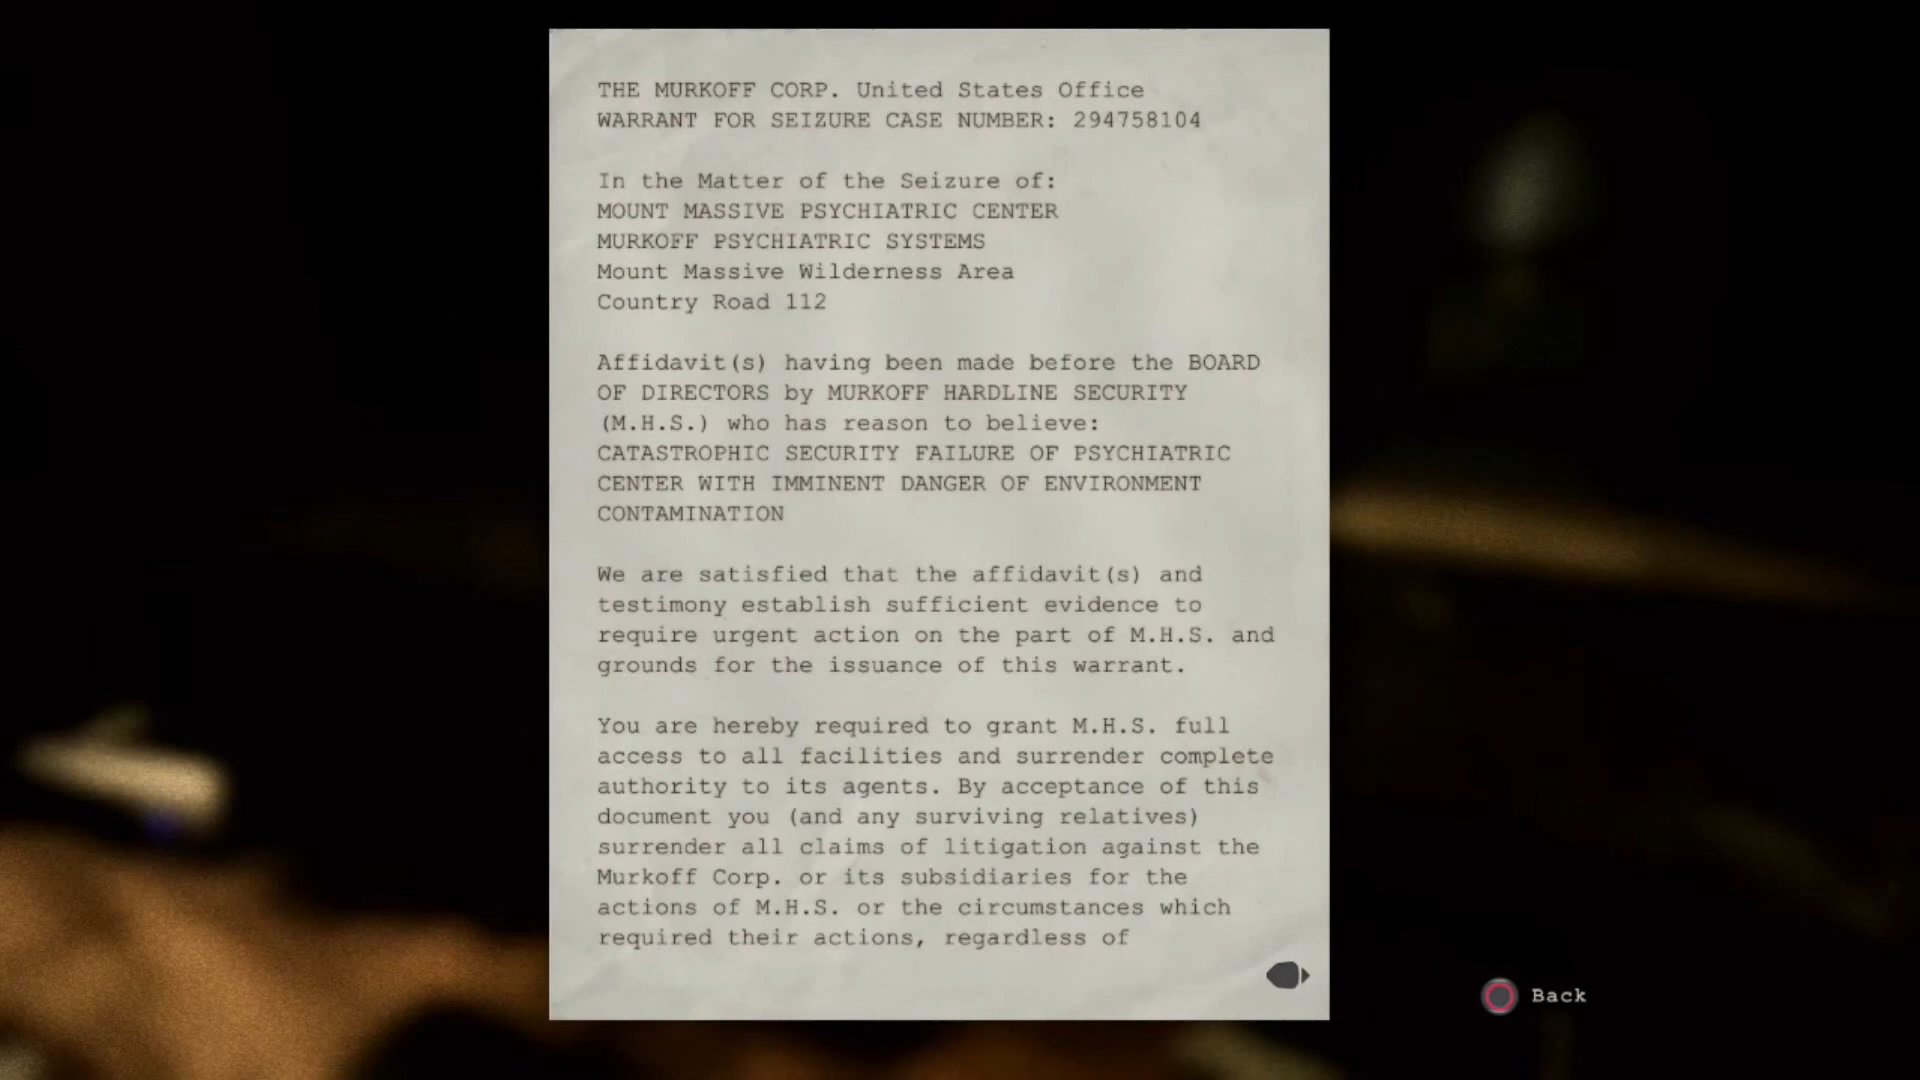 THE MURKOFF CORP. United States Office
WARRANT FOR SEIZURE CASE NUMBER: 294758104
In the Matter of the Seizure of:
MOUNT MASSIVE PSYCHIATRIC CENTER
MURKOFF PSYCHIATRIC SYSTEMS
Mount Massive Wilderness Area
Country Road 112
Affidavit(s) having been made before the BOARD
OF DIRECTORS by MURKOFF HARDLINE SECURITY
(M.H.S.) who has reason to believe:
CATASTROPHIC SECURITY FAILURE OF PSYCHIATRIC
CENTER WITH IMMINENT DANGER OF ENVIRONMENT
CONTAMINATION
We are satisfied that the affidavit(s) and
testimony establish sufficient evidence to
require urgent action on the part of M.H.S. and
grounds for the issuance of this warrant.
You are hereby required to grant M.H.S. full
access to all facilities and surrender complete
authority to its agents. By acceptance of this
document you (and any surviving relatives)
surrender all claims of litigation against the
Murkoff Corp. or its subsidiaries for the
actions of M.H.S. or the circumstances which
required their actions, regardless of
Back